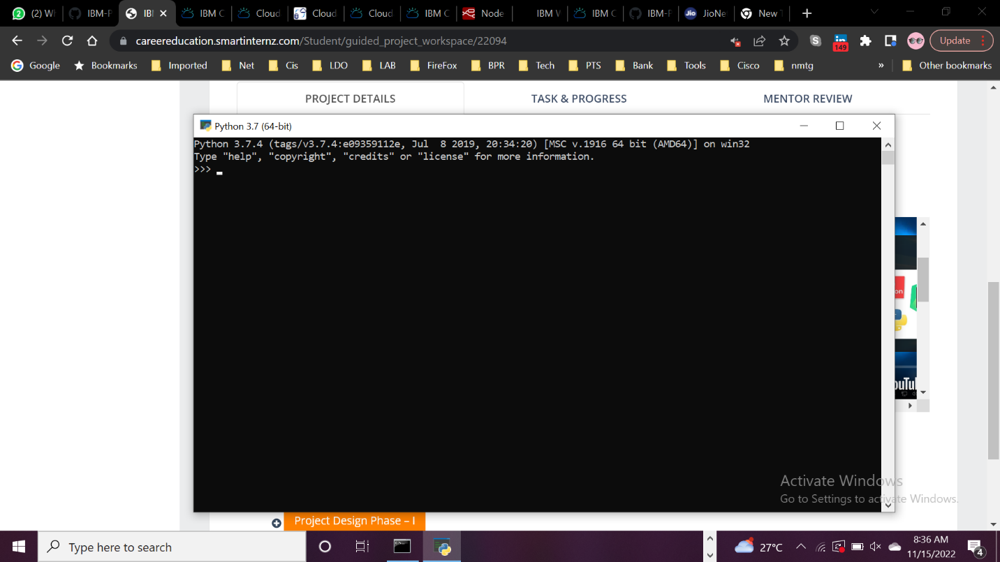 2 (2) Wh
IBM-P
IB
IBM C
Cloud
Cloud
Cloud
IBM C
Node
IBM W
IBM C
IBM-P
Jio JioNe
New T
careereducation.smartinternz.com/Student/guided_project_workspace/22094
S
in
149
Update
Google
Bookmarks
Imported
Net
Cis
LDO
LAB
FireFox
BPR
Tech
PTS
Bank
Tools
Cisco
nmtg
»
Other bookmarks
PROJECT DETAILS
TASK & PROGRESS
MENTOR REVIEW
Python 3.7 (64-bit)
Python 3.7.4 (tags/v3.7.4:e09359112e, Jul  8 2019, 20:34:20) [MSC v.1916 64 bit (AMD64)] on win32
Type "help", "copyright", "credits" or "license" for more information.
>>>
on
ouTu
Activate Windows
Go to Settings to activate Windows.
Project Design Phase – I
Type here to search
27°C
8:36 AM
11/15/2022
4